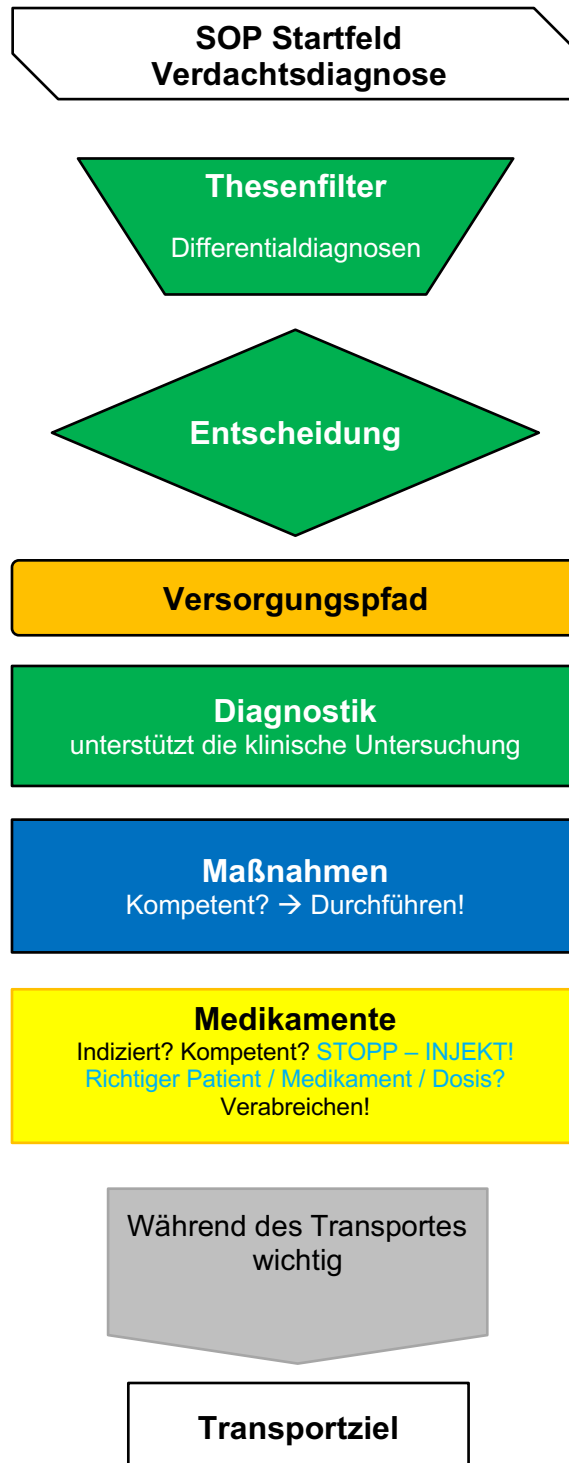 SOP Startfeld
Verdachtsdiagnose
Thesenfilter
Differentialdiagnosen
Entscheidung
Versorgungspfad
Diagnostik
unterstützt die klinische Untersuchung
Maßnahmen
Kompetent? → Durchführen!
Medikamente
Indiziert? Kompetent? STOPP – INJEKT!
Richtiger Patient / Medikament / Dosis?
Verabreichen!
Während des Transportes
wichtig
Transportziel